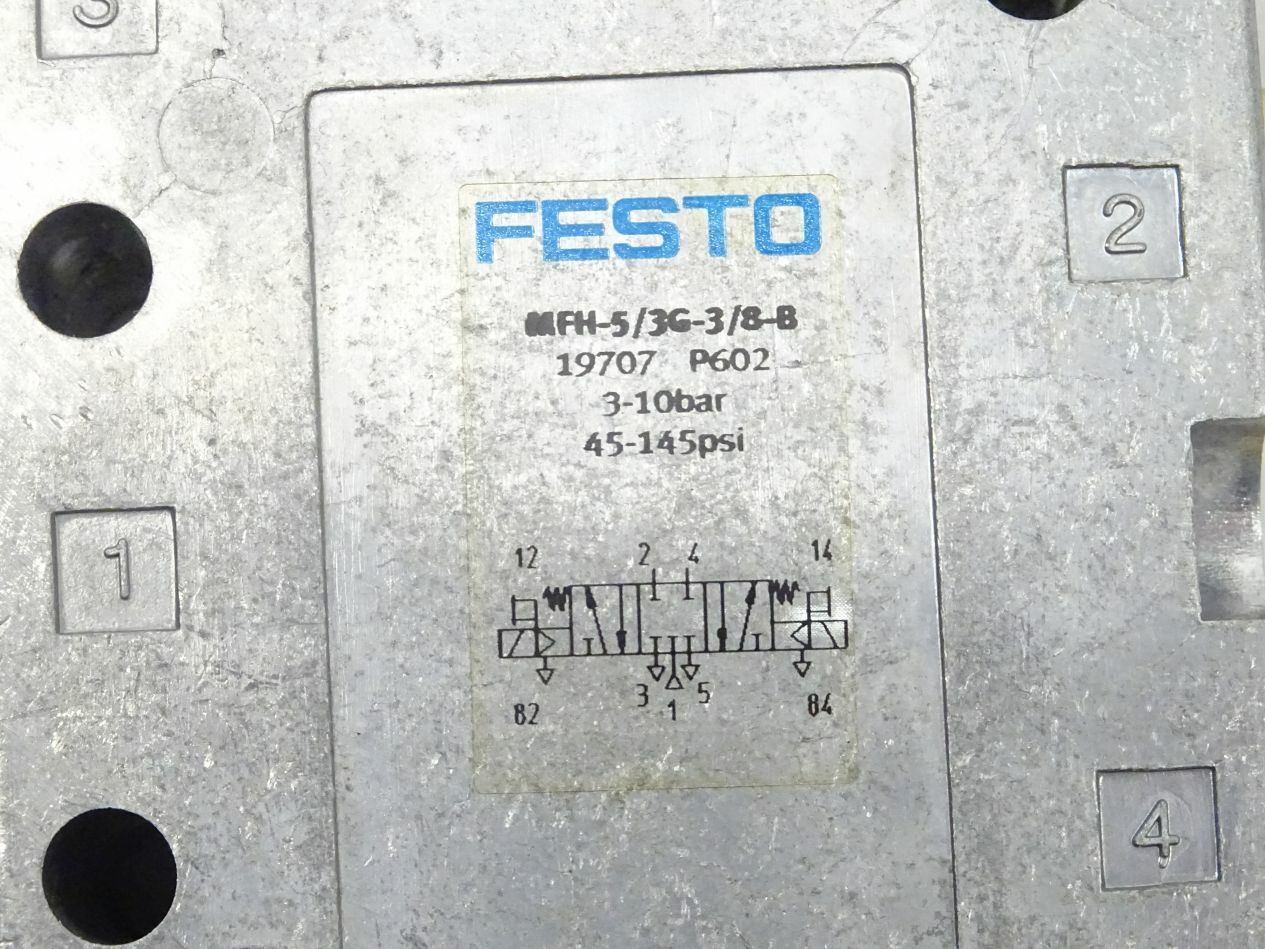 3
FESTO
2
MFH-5/3G-3/8-B
19707 P602
3-10bar
45-145psi
1
12 2 4 14
3 1 5
82 84
4